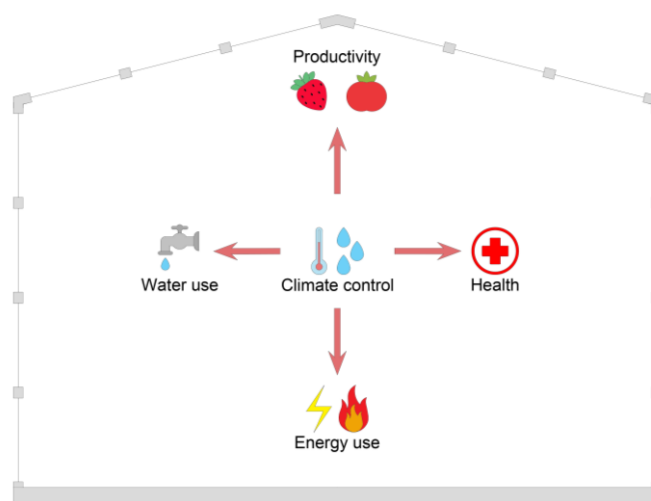 Productivity
Water use
Climate control
Health
Energy use